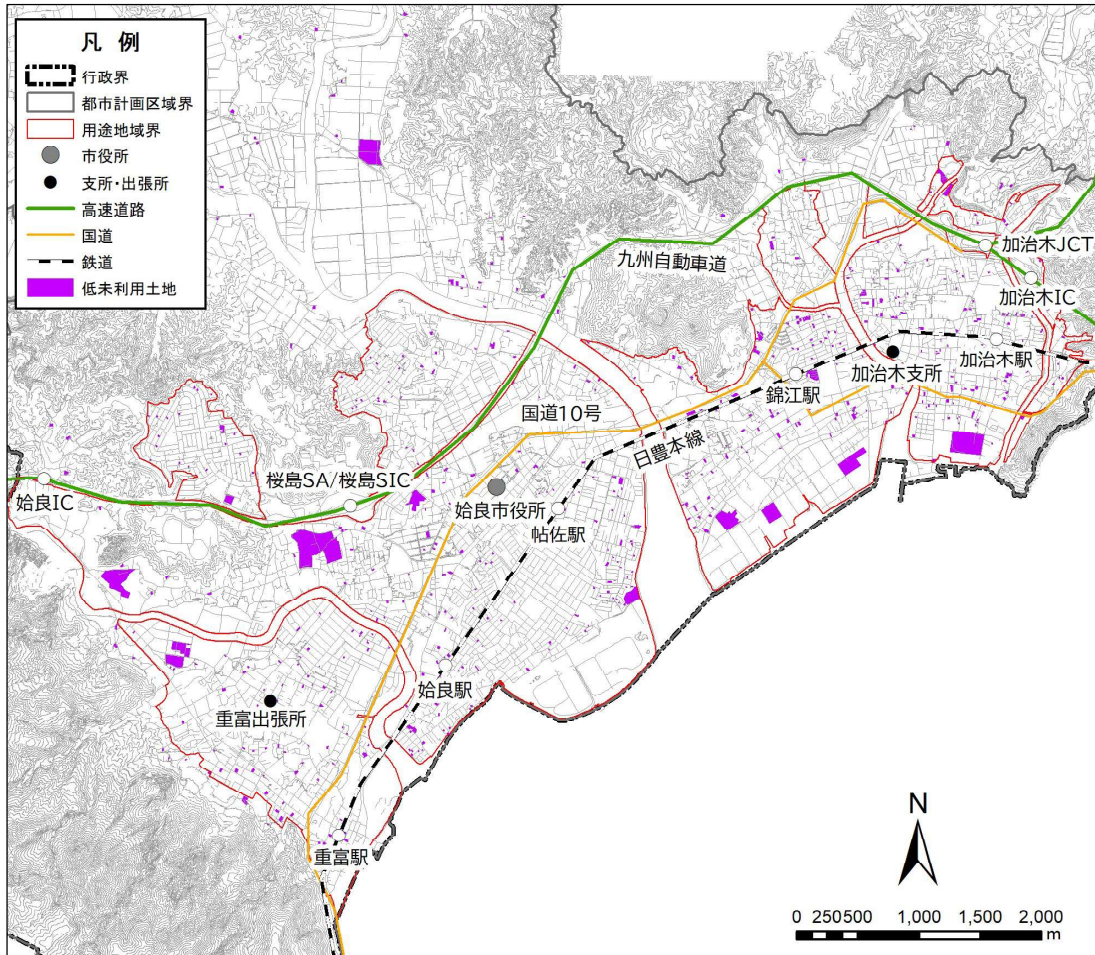 凡 例
行政界
都市計画区域界
用途地域界
市役所
支所・出張所
高速道路
国道
鉄道
低未利用土地
九州自動車道
加治木JCT
加治木IC
加治木駅
加治木支所
錦江駅
国道10号
日豊本線
桜島SA/桜島SIC
姶良IC
姶良市役所
帖佐駅
姶良駅
重富出張所
重富駅
N
0 250500 1,000 1,500 2,000
m